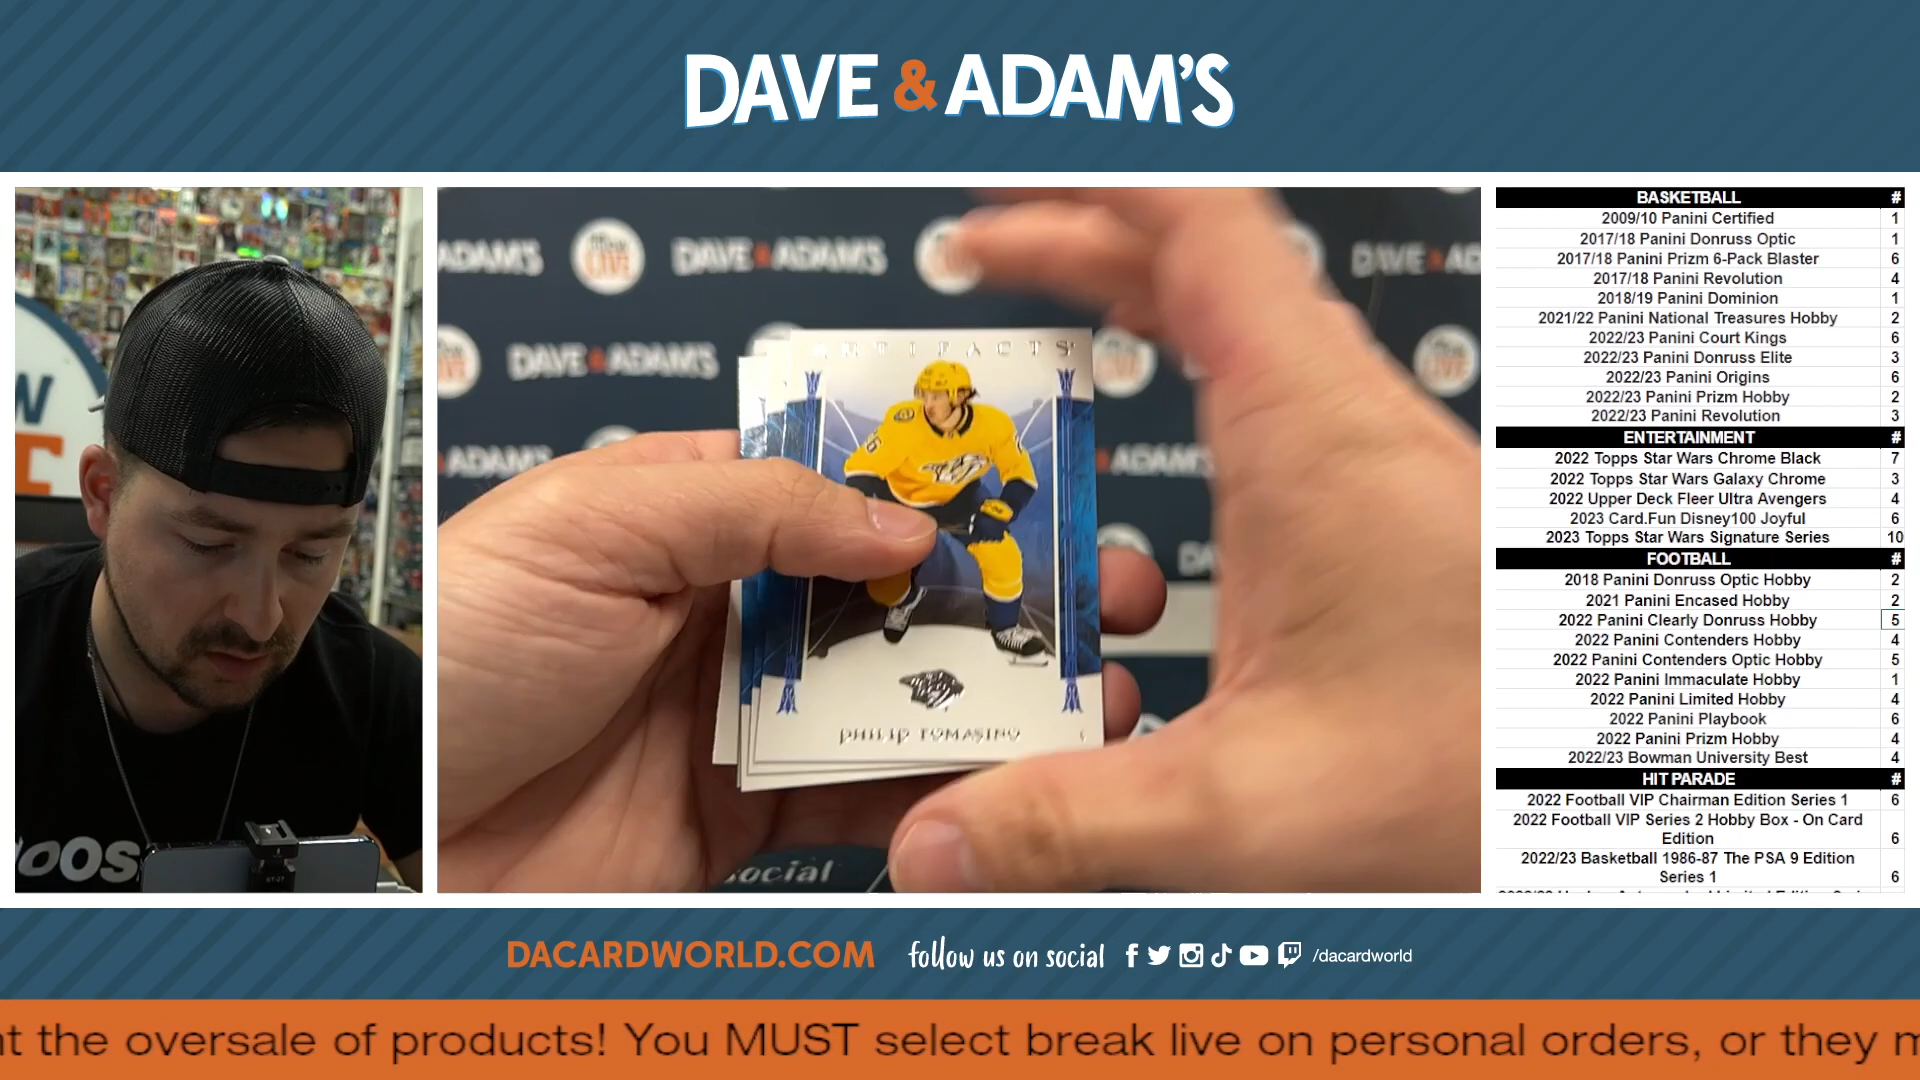 DAVE & ADAM'S
DAVE & ADAM'S
LIVE
DAVE & ADAM'S
ADAM'S
ARTIFACTS
PHILIP TOMASINO
social
BASKETBALL #
2009/10 Panini Certified 1
2017/18 Panini Donruss Optic 1
2017/18 Panini Prizm 6-Pack Blaster 6
2017/18 Panini Revolution 4
2018/19 Panini Dominion 1
2021/22 Panini National Treasures Hobby 2
2022/23 Panini Court Kings 6
2022/23 Panini Donruss Elite 3
2022/23 Panini Origins 6
2022/23 Panini Prizm Hobby 2
2022/23 Panini Revolution 3
ENTERTAINMENT #
2022 Topps Star Wars Chrome Black 7
2022 Topps Star Wars Galaxy Chrome 3
2022 Upper Deck Fleer Ultra Avengers 4
2023 Card.Fun Disney100 Joyful 6
2023 Topps Star Wars Signature Series 10
FOOTBALL #
2018 Panini Donruss Optic Hobby 2
2021 Panini Encased Hobby 2
2022 Panini Clearly Donruss Hobby 5
2022 Panini Contenders Hobby 4
2022 Panini Contenders Optic Hobby 5
2022 Panini Immaculate Hobby 1
2022 Panini Limited Hobby 4
2022 Panini Playbook 6
2022 Panini Prizm Hobby 4
2022/23 Bowman University Best 4
HIT PARADE #
2022 Football VIP Chairman Edition Series 1 6
2022 Football VIP Series 2 Hobby Box - On Card
Edition 6
2022/23 Basketball 1986-87 The PSA 9 Edition
Series 1 6
DACARDWORLD.COM follow us on social /dacardworld
the oversale of products! You MUST select break live on personal orders, or they